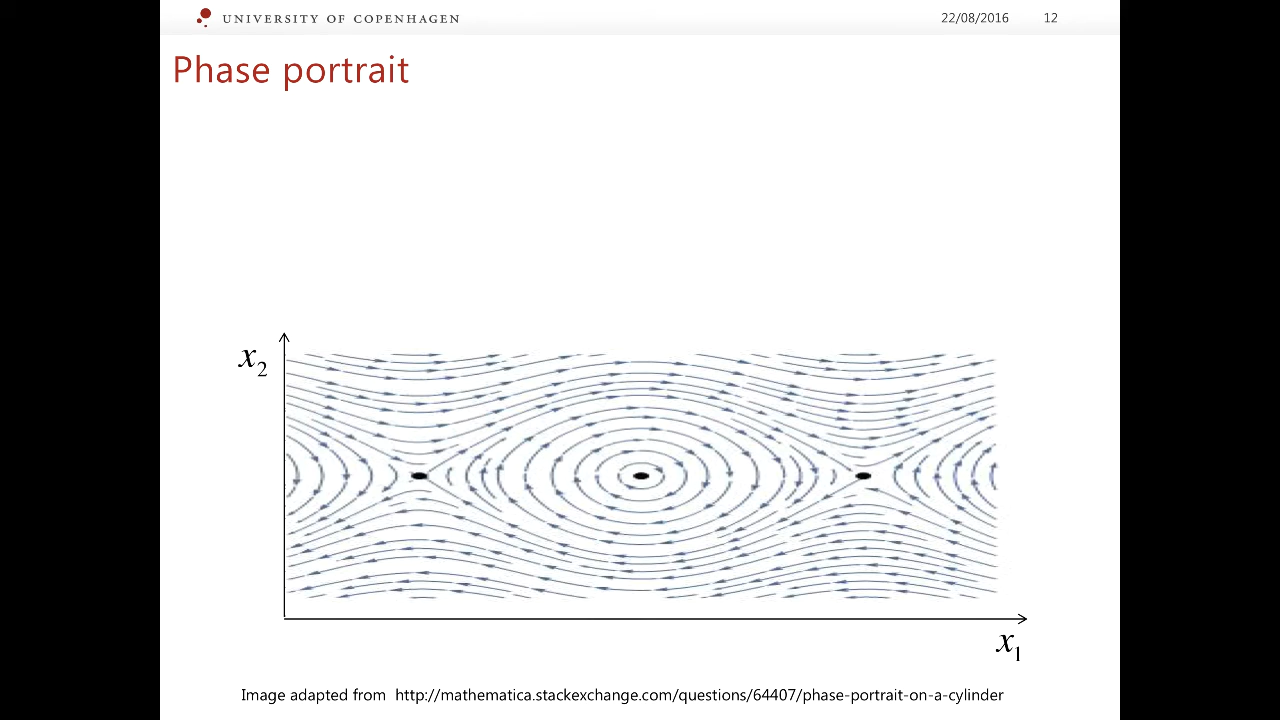 UNIVERSITY OF COPENHAGEN
22/08/2016 12
Phase portrait
x₂
x₁
Image adapted from http://mathematica.stackexchange.com/questions/64407/phase-portrait-on-a-cylinder